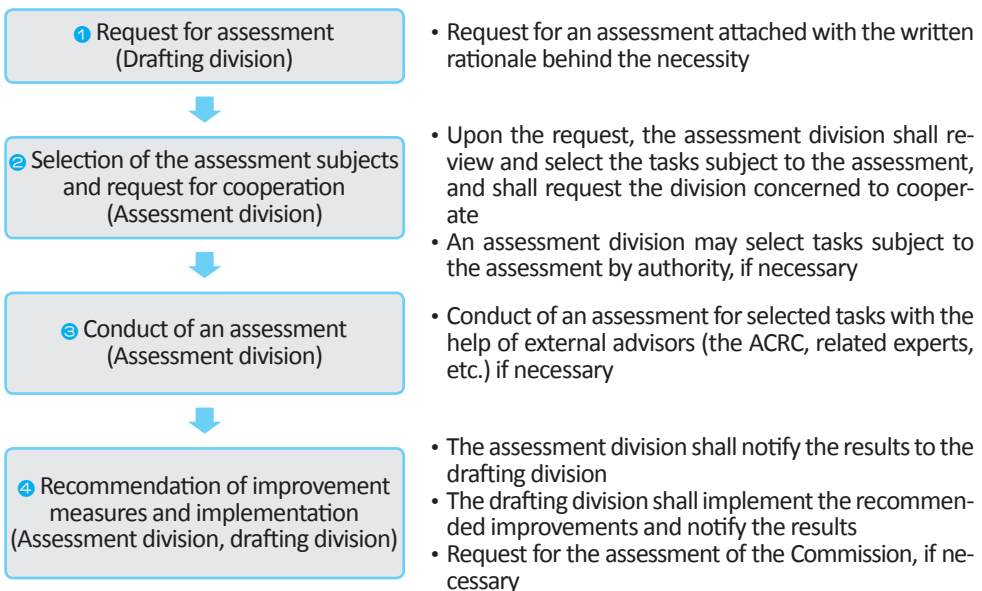 ❶ Request for assessment
(Drafting division)
• Request for an assessment attached with the written
rationale behind the necessity
❷ Selection of the assessment subjects
and request for cooperation
(Assessment division)
• Upon the request, the assessment division shall re-
view and select the tasks subject to the assessment,
and shall request the division concerned to cooper-
ate
• An assessment division may select tasks subject to
the assessment by authority, if necessary
❸ Conduct of an assessment
(Assessment division)
• Conduct of an assessment for selected tasks with the
help of external advisors (the ACRC, related experts,
etc.) if necessary
❹ Recommendation of improvement
measures and implementation
(Assessment division, drafting division)
• The assessment division shall notify the results to the
drafting division
• The drafting division shall implement the recommen-
ded improvements and notify the results
• Request for the assessment of the Commission, if ne-
cessary